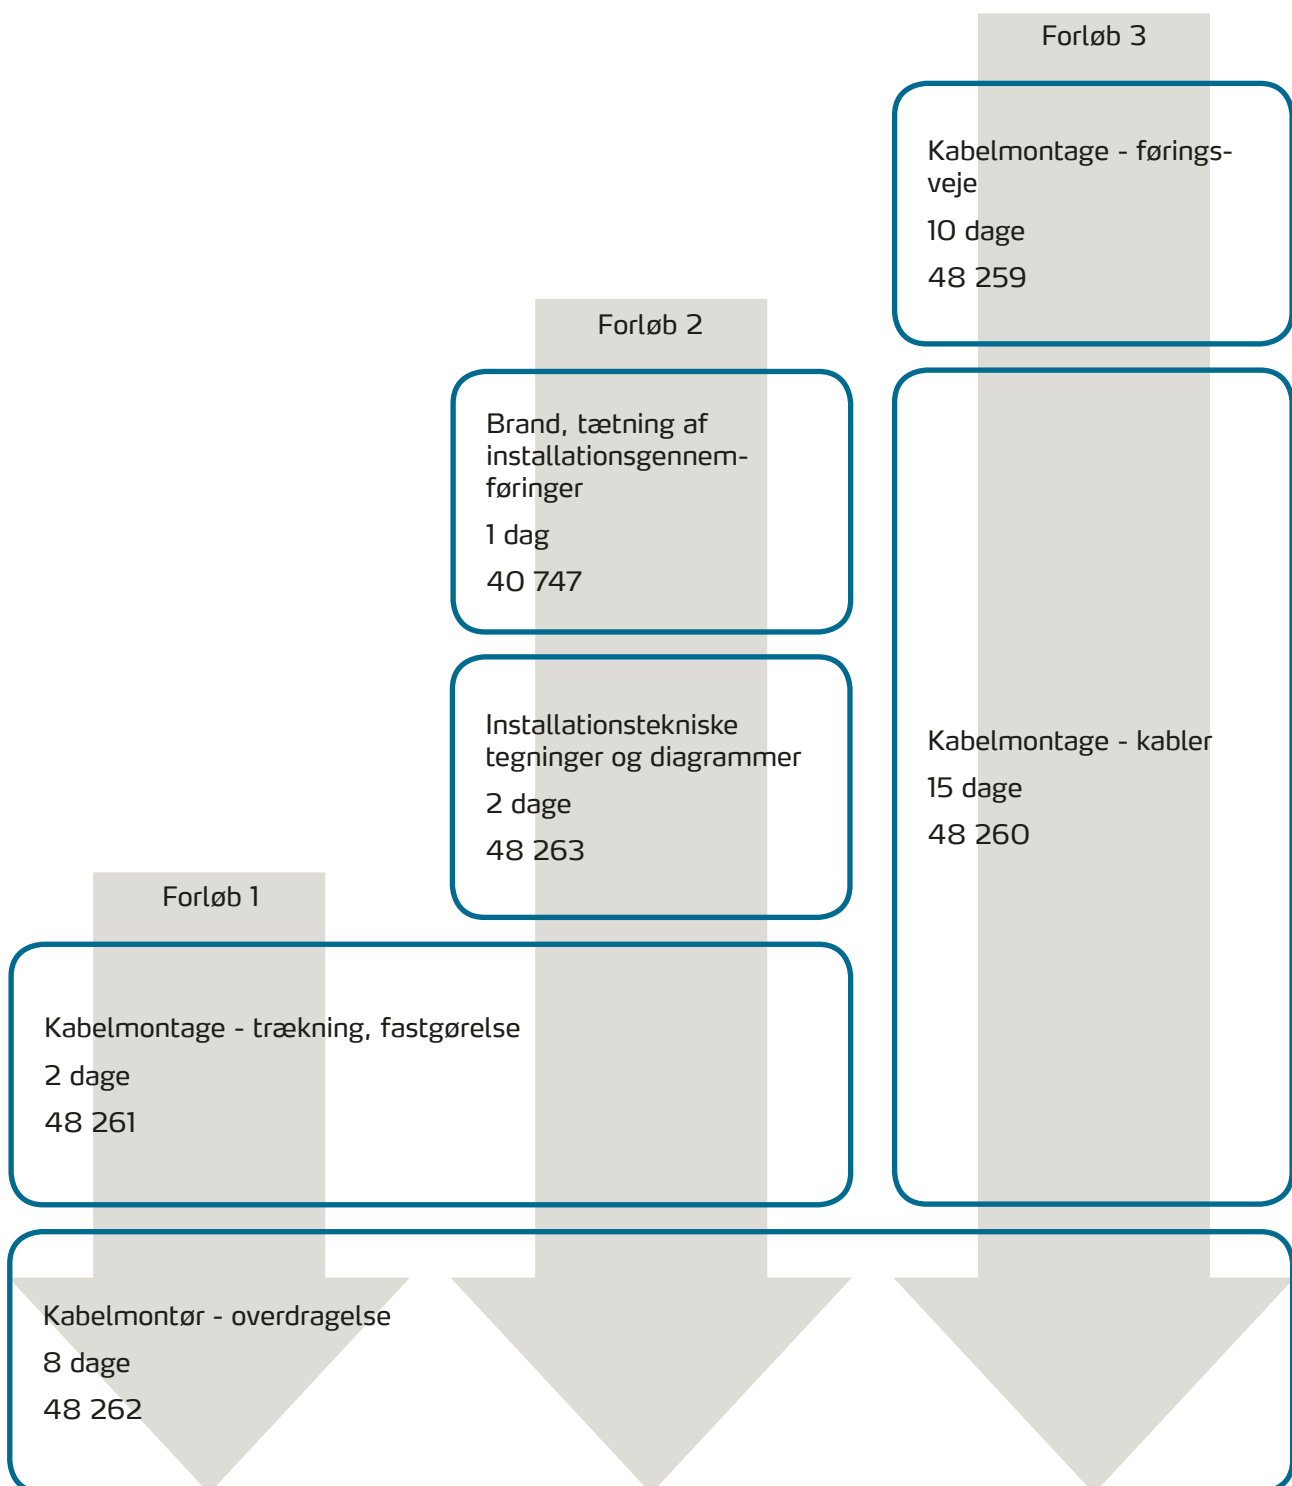 Forløb 3
Kabelmontage - førings-
veje
10 dage
48 259
Forløb 2
Brand, tætning af
installationsgennem-
føringer
1 dag
40 747
Installationstekniske
tegninger og diagrammer
2 dage
48 263
Kabelmontage - kabler
15 dage
48 260
Forløb 1
Kabelmontage - trækning, fastgørelse
2 dage
48 261
Kabelmontør - overdragelse
8 dage
48 262